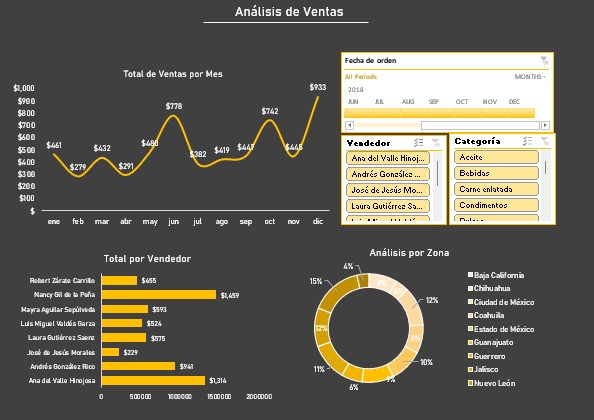 Análisis de Ventas
Total de Ventas por Mes
$1,000
$900
$800
$700
$600
$500
$400
$300
$200
$100
$
$461
$279
$432
$291
$480
$778
$382
$419
$447
$742
$445
$933
ene feb mar abr may jun jul ago sep oct nov dic
Fecha de orden
All Periods MONTHS
2018
JUN JUL AUG SEP OCT NOV DEC
Vendedor
Ana del Valle Hinoj...
Andrés González ...
José de Jesús Mo...
Laura Gutiérrez Sa...
Categoría
Aceite
Bebidas
Carne enlatada
Condimentos
Total por Vendedor
Robert Zárate Carrillo $455
Nancy Gil de la Peña $1,459
Mayra Aguilar Sepúlveda $593
Luis Miguel Valdés Garza $524
Laura Gutiérrez Saenz $575
José de Jesús Morales $229
Andrés González Rico $941
Ana del Valle Hinojosa $1,314
0 500000 1000000 1500000 2000000
Análisis por Zona
4%
15%
12%
12%
10%
11%
6%
9%
Baja California
Chihuahua
Ciudad de México
Coahuila
Estado de México
Guanajuato
Guerrero
Jalisco
Nuevo León